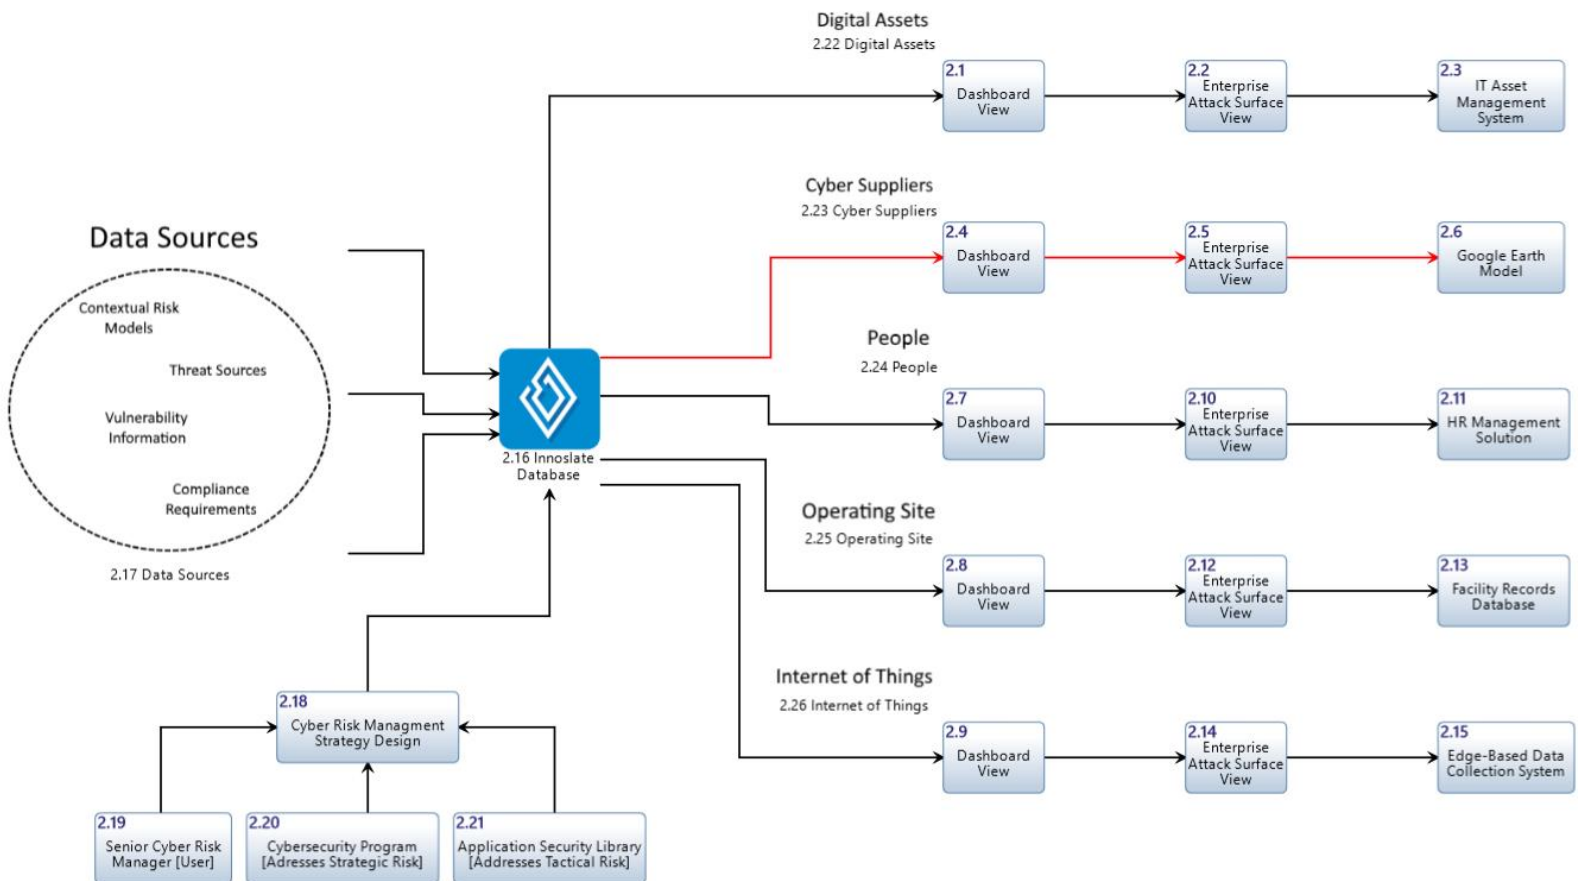 Digital Assets
2.22 Digital Assets
2.1
Dashboard
View
2.2
Enterprise
Attack Surface
View
2.3
IT Asset
Management
System
Cyber Suppliers
2.23 Cyber Suppliers
2.4
Dashboard
View
2.5
Enterprise
Attack Surface
View
2.6
Google Earth
Model
Data Sources
Contextual Risk
Models
Threat Sources
Vulnerability
Information
Compliance
Requirements
2.17 Data Sources
2.16 Innoslate
Database
People
2.24 People
2.7
Dashboard
View
2.10
Enterprise
Attack Surface
View
2.11
HR Management
Solution
Operating Site
2.25 Operating Site
2.8
Dashboard
View
2.12
Enterprise
Attack Surface
View
2.13
Facility Records
Database
Internet of Things
2.26 Internet of Things
2.9
Dashboard
View
2.14
Enterprise
Attack Surface
View
2.15
Edge-Based Data
Collection System
2.18
Cyber Risk Managment
Strategy Design
2.19
Senior Cyber Risk
Manager [User]
2.20
Cybersecurity Program
[Adresses Strategic Risk]
2.21
Application Security Library
[Addresses Tactical Risk]